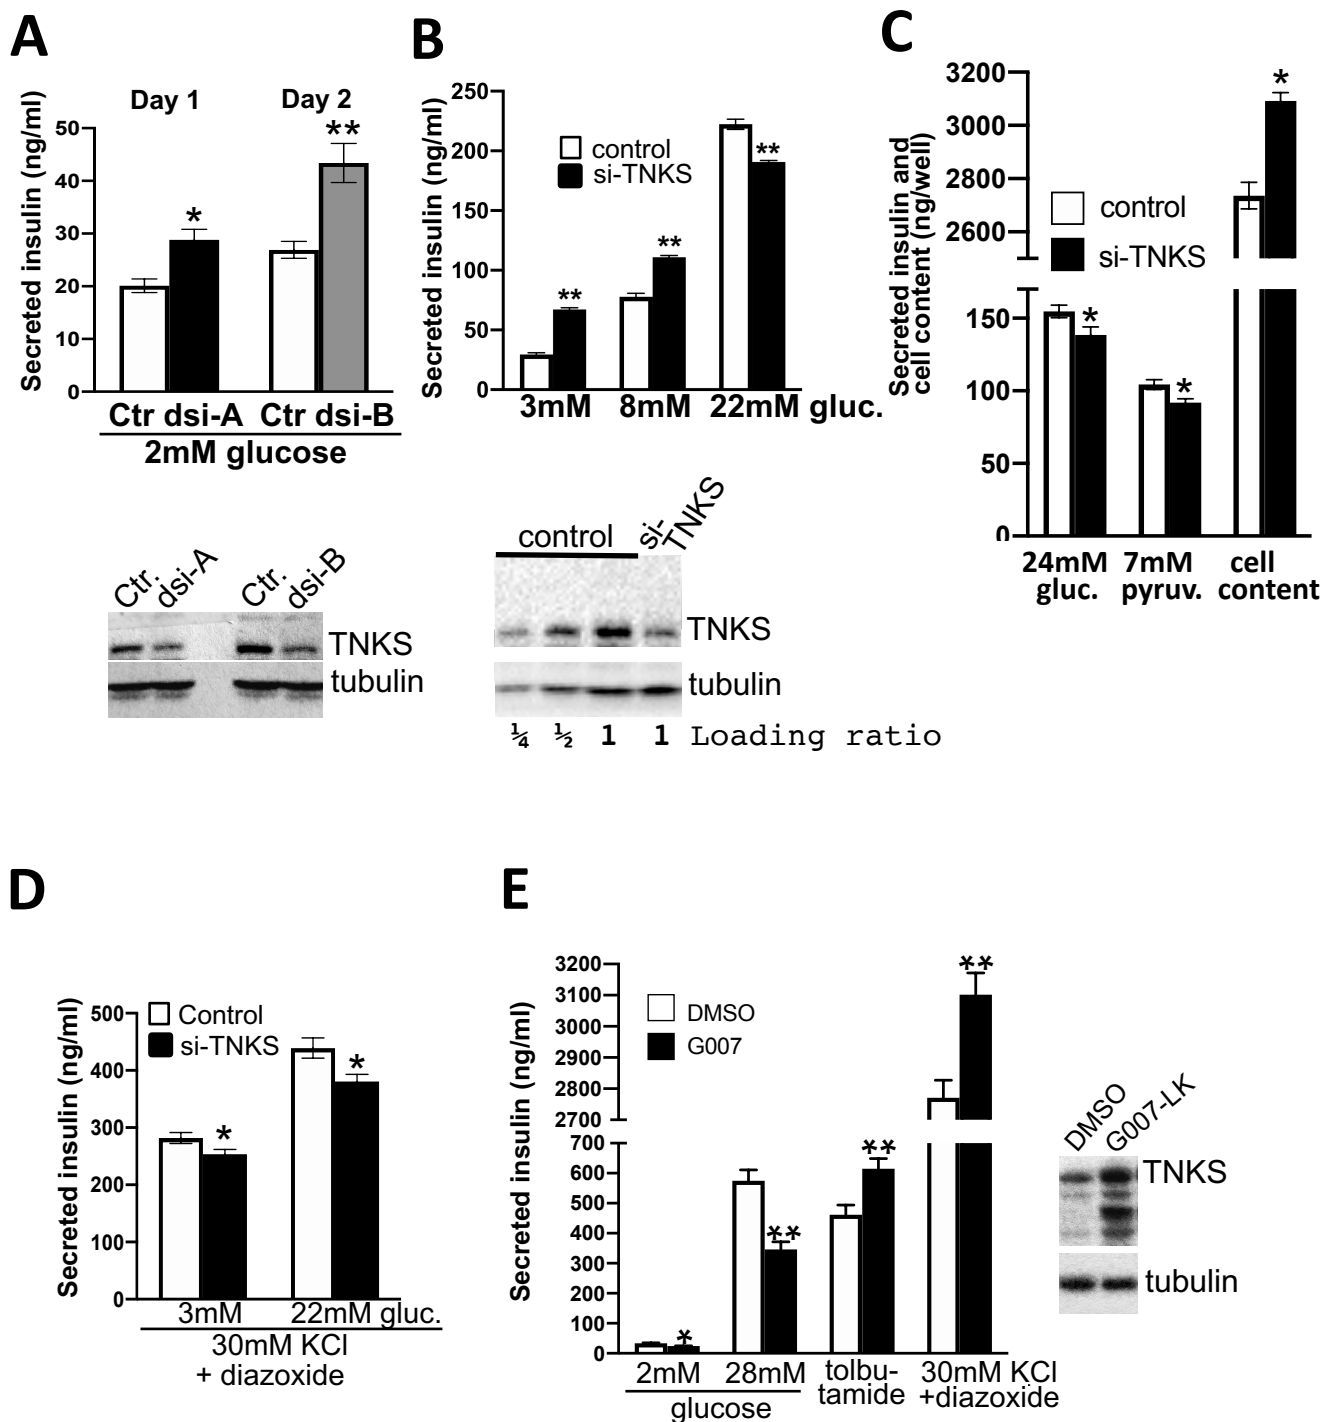 A
Day 1
Day 2
Secreted insulin (ng/ml)
50
40
30
20
10
0
*
**
Ctr dsi-A Ctr dsi-B
2mM glucose
Ctr.
dsi-A
Ctr.
dsi-B
TNKS
tubulin
B
Secreted insulin (ng/ml)
250
200
150
100
50
0
control
si-TNKS
**
**
**
3mM 8mM 22mM gluc.
control
si-
TNKS
TNKS
tubulin
¼ ½ 1 1 Loading ratio
C
Secreted insulin and
cell content (ng/well)
3200
3000
2800
2600
150
100
50
0
control
si-TNKS
*
*
*
24mM
gluc.
7mM
pyruv.
cell
content
D
Secreted insulin (ng/ml)
500
400
300
200
100
0
Control
si-TNKS
*
*
3mM 22mM gluc.
30mM KCl
+ diazoxide
E
Secreted insulin (ng/ml)
3200
3100
3000
2900
2800
2700
700
600
500
400
300
200
100
0
DMSO
G007
*
**
**
**
2mM 28mM
glucose
tolbu-
tamide
30mM KCl
+diazoxide
DMSO
G007-LK
TNKS
tubulin